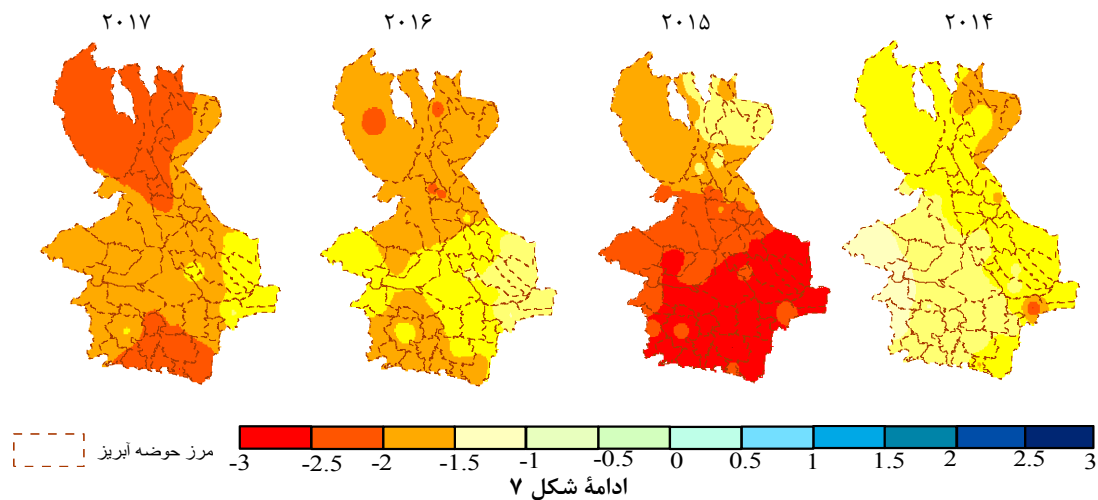 ۲۰۱۷ ۲۰۱۶ ۲۰۱۵ ۲۰۱۴
مرز حوضه آبریز
-3 -2.5 -2 -1.5 -1 -0.5 0 0.5 1 1.5 2 2.5 3
ادامهٔ شکل ۷